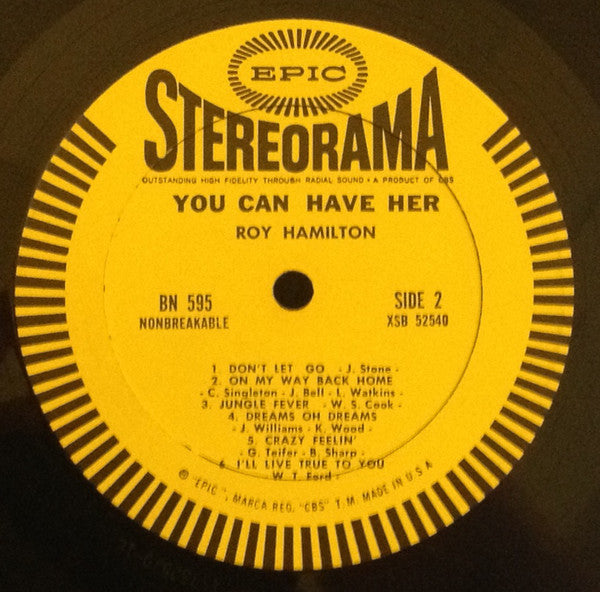 EPIC
STEREORAMA
OUTSTANDING HIGH FIDELITY THROUGH RADIAL SOUND • A PRODUCT OF CBS
YOU CAN HAVE HER
ROY HAMILTON
BN 595
NONBREAKABLE
SIDE 2
XSB 52540
1. DON'T LET GO - J. Stone -
2. ON MY WAY BACK HOME
- C. Singleton - J. Bell - L. Watkins -
3. JUNGLE FEVER - W. S. Cook -
4. DREAMS OH DREAMS
- J. Williams - K. Wood -
5. CRAZY FEELIN'
- G. Teifer - B. Sharp -
6. I'LL LIVE TRUE TO YOU
- W. T. Ford -
® "EPIC", MARCA REG. "CBS" T.M. MADE IN U.S.A